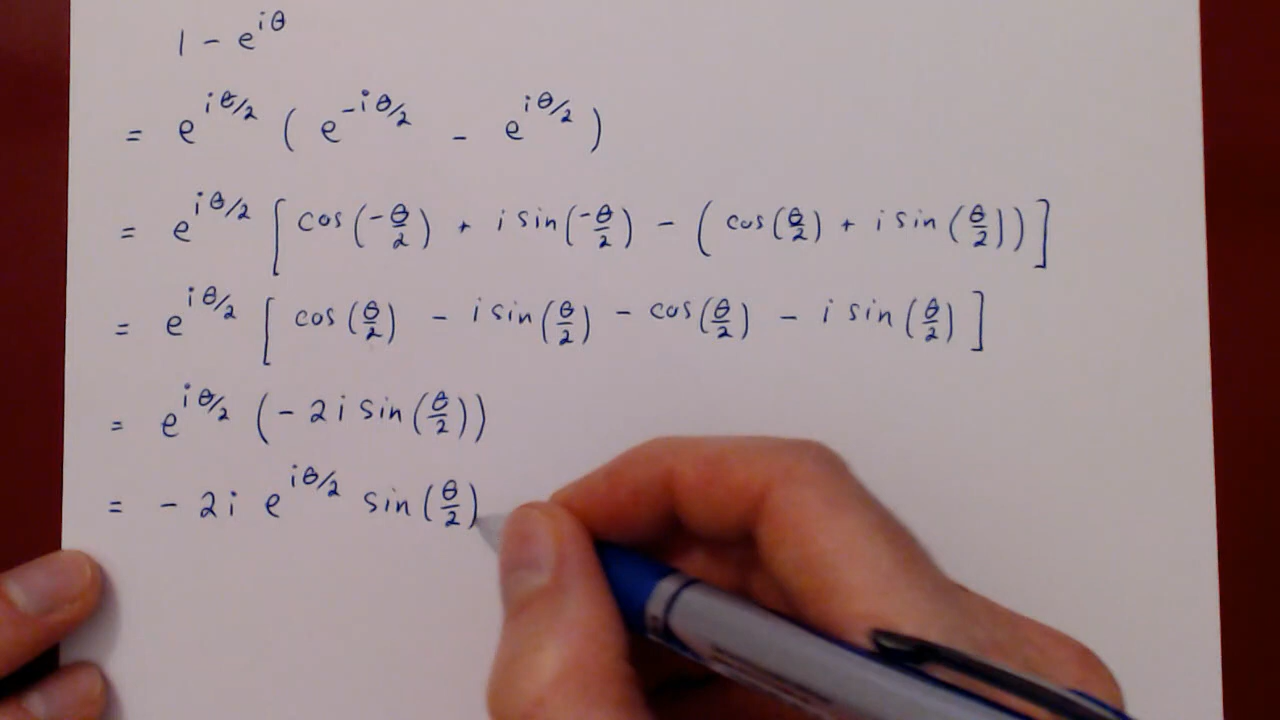 1 - e^{iθ}
= e^{iθ/2} ( e^{-iθ/2} - e^{iθ/2} )
= e^{iθ/2} [ cos(-θ/2) + i sin(-θ/2) - ( cos(θ/2) + i sin(θ/2)) ]
= e^{iθ/2} [ cos(θ/2) - i sin(θ/2) - cos(θ/2) - i sin(θ/2) ]
= e^{iθ/2} (- 2i sin(θ/2))
= - 2i e^{iθ/2} sin(θ/2)